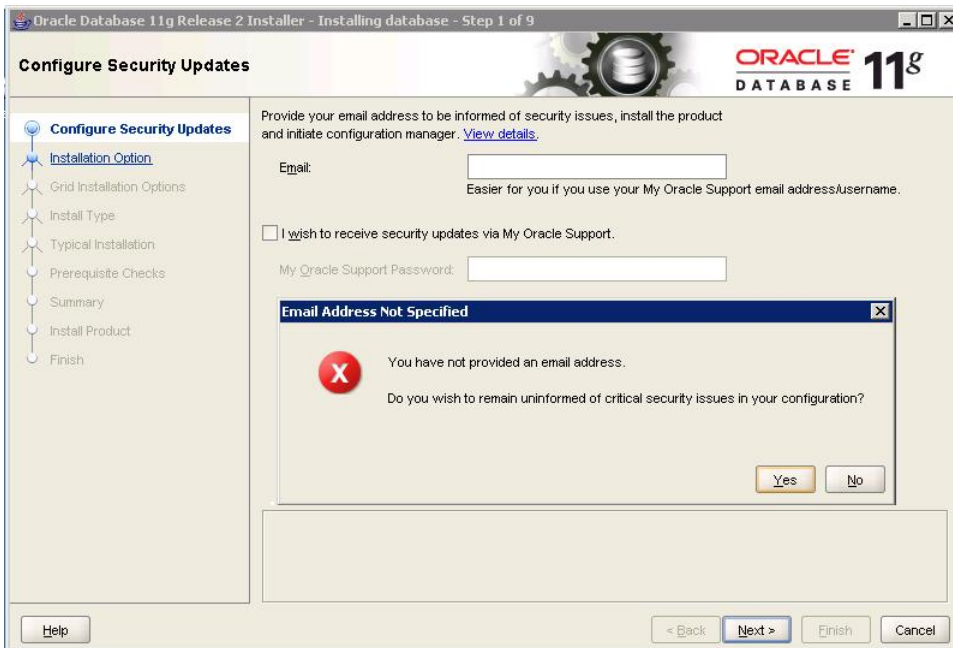 Oracle Database 11g Release 2 Installer - Installing database - Step 1 of 9
Configure Security Updates
ORACLE
DATABASE
11g
Configure Security Updates
Installation Option
Grid Installation Options
Install Type
Typical Installation
Prerequisite Checks
Summary
Install Product
Finish
Provide your email address to be informed of security issues, install the product
and initiate configuration manager. View details.
Email:
Easier for you if you use your My Oracle Support email address/username.
I wish to receive security updates via My Oracle Support.
My Oracle Support Password:
Email Address Not Specified
You have not provided an email address.
Do you wish to remain uninformed of critical security issues in your configuration?
Yes No
Help < Back Next > Finish Cancel